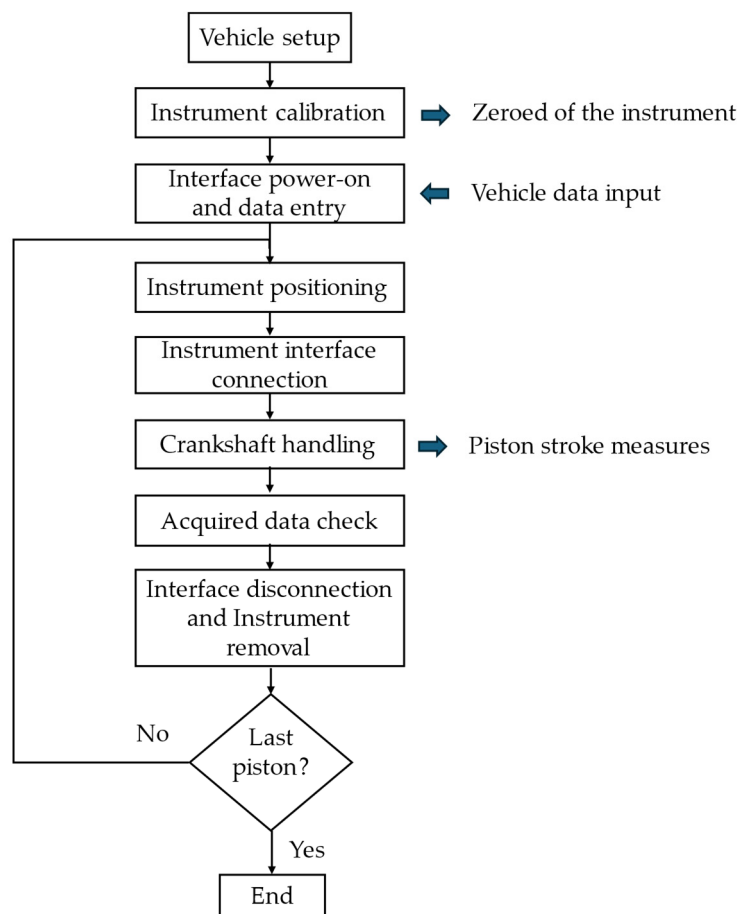 Vehicle setup
Instrument calibration
Zeroed of the instrument
Interface power-on
and data entry
Vehicle data input
Instrument positioning
Instrument interface
connection
Crankshaft handling
Piston stroke measures
Acquired data check
Interface disconnection
and Instrument
removal
No
Last
piston?
Yes
End